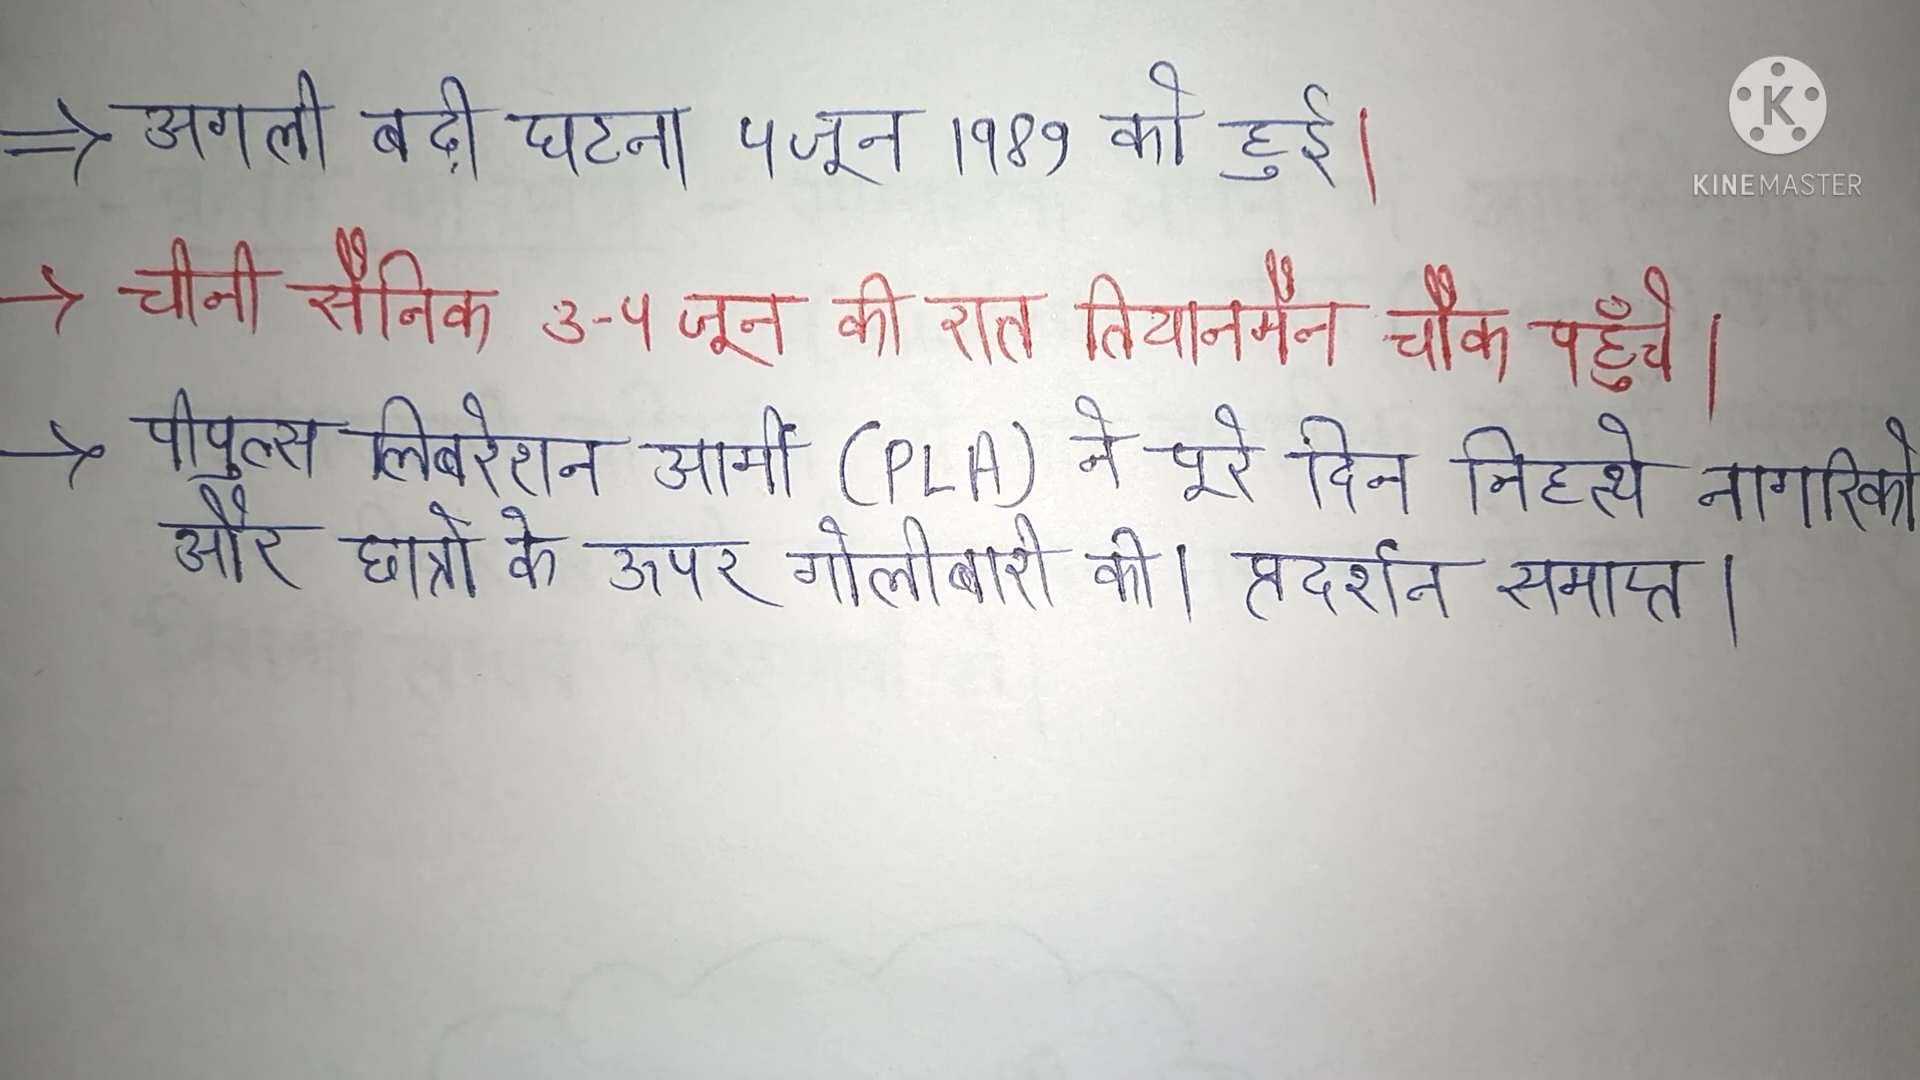 ⇒ अगली बड़ी घटना 4 जून 1989 को हुई।
KINEMASTER
→ चीनी सैनिक 3-4 जून की रात तियानमैन चौक पहुँचे।
→ पीपुल्स लिबरेशन आर्मी (PLA) ने पूरे दिन निहत्थे नागरिको
और छात्रो के ऊपर गोलीबारी की। प्रदर्शन समाप्त।